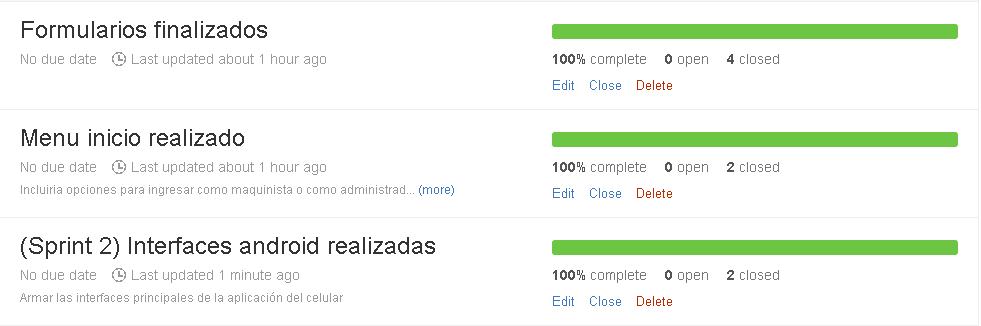 Formularios finalizados
No due date Last updated about 1 hour ago
100% complete 0 open 4 closed
Edit Close Delete
Menu inicio realizado
No due date Last updated about 1 hour ago
Incluiria opciones para ingresar como maquinista o como administrad... (more)
100% complete 0 open 2 closed
Edit Close Delete
(Sprint 2) Interfaces android realizadas
No due date Last updated 1 minute ago
Armar las interfaces principales de la aplicación del celular
100% complete 0 open 2 closed
Edit Close Delete